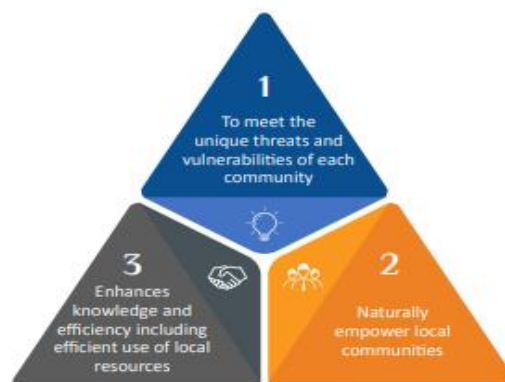 1
To meet the
unique threats and
vulnerabilities of each
community
3
Enhances
knowledge and
efficiency including
efficient use of local
resources
2
Naturally
empower local
communities